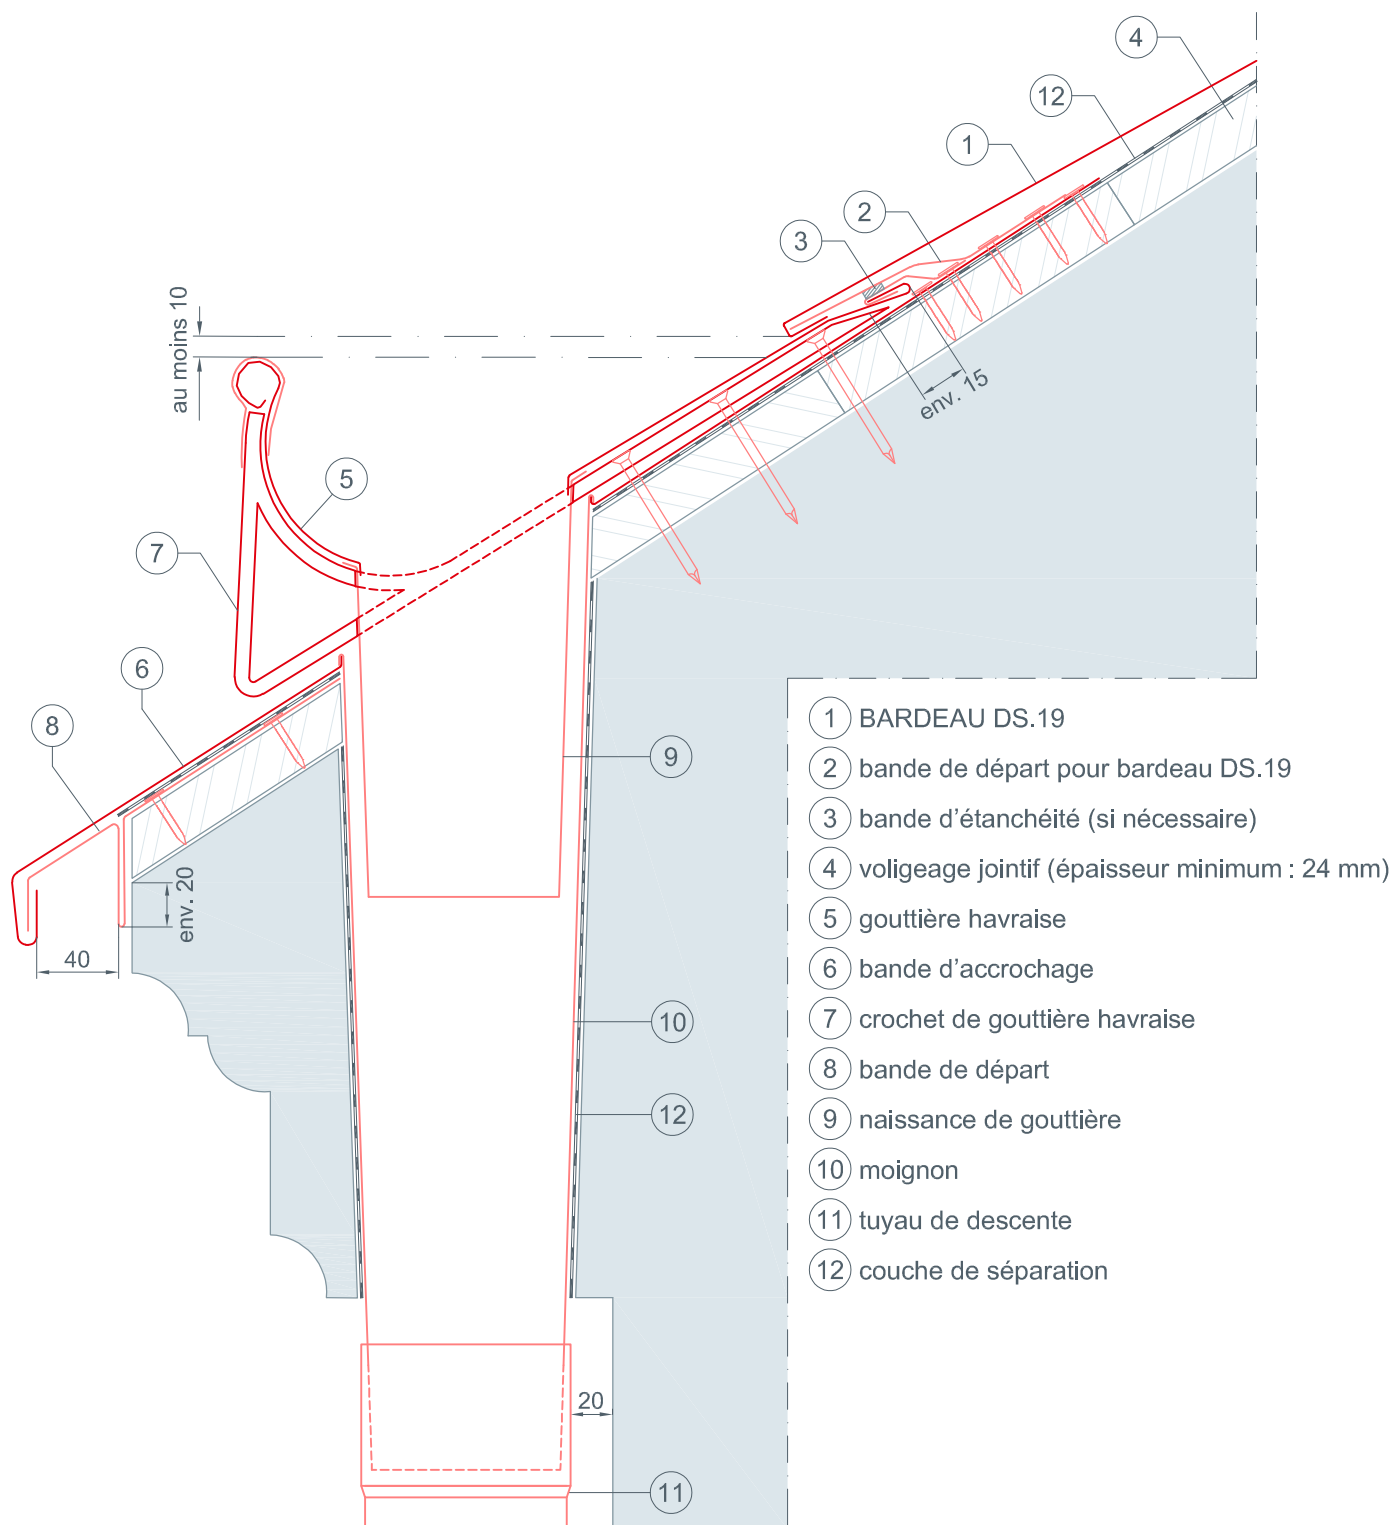 4
12
1
2
3
au moins 10
env. 15
5
7
6
8
9
env. 20
40
10
12
20
11
1 BARDEAU DS.19
2 bande de départ pour bardeau DS.19
3 bande d’étanchéité (si nécessaire)
4 voligeage jointif (épaisseur minimum : 24 mm)
5 gouttière havraise
6 bande d’accrochage
7 crochet de gouttière havraise
8 bande de départ
9 naissance de gouttière
10 moignon
11 tuyau de descente
12 couche de séparation